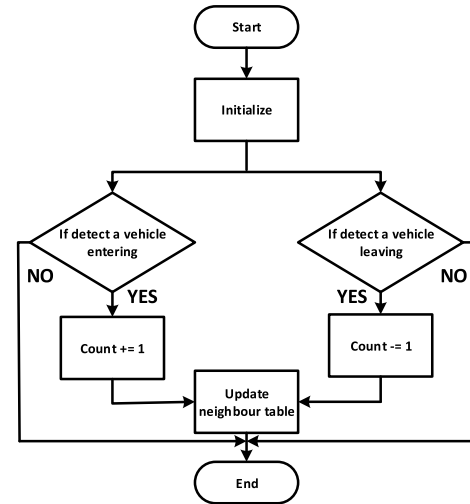 Start
Initialize
If detect a vehicle
entering
If detect a vehicle
leaving
NO
YES
YES
NO
Count += 1
Count -= 1
Update
neighbour table
End